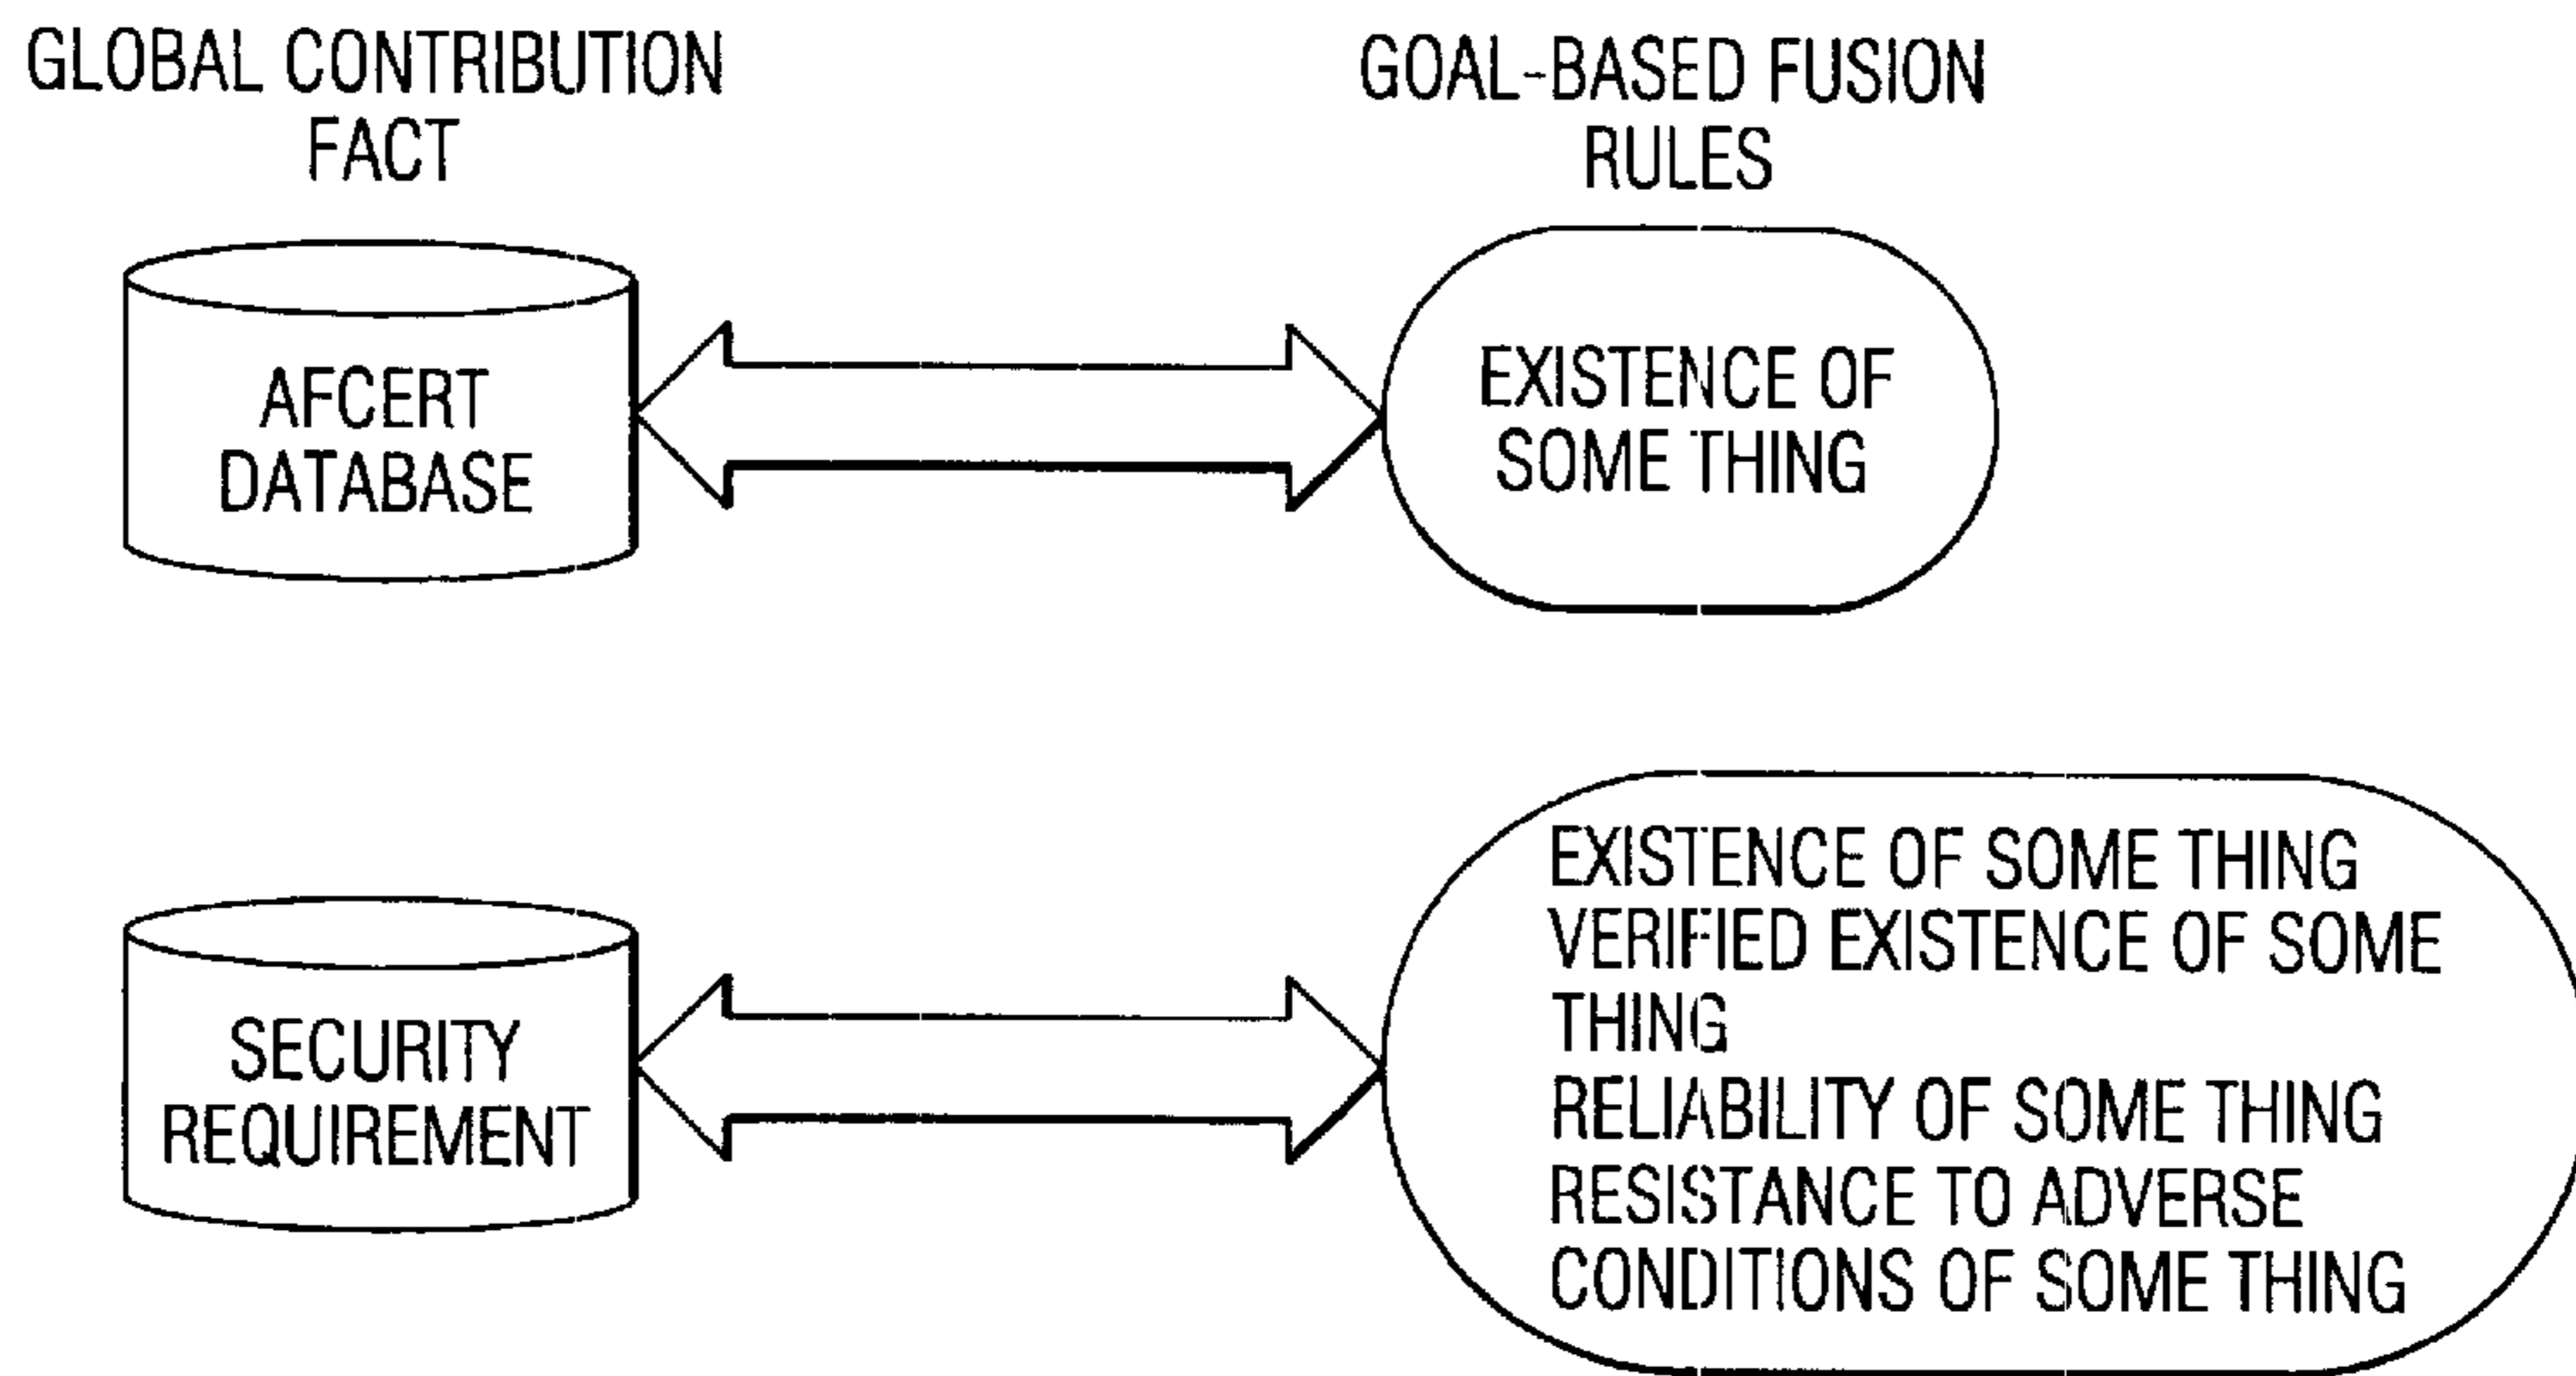 GLOBAL CONTRIBUTION
FACT
GOAL-BASED FUSION
RULES
AFCERT
DATABASE
EXISTENCE OF
SOME THING
SECURITY
REQUIREMENT
EXISTENCE OF SOME THING
VERIFIED EXISTENCE OF SOME
THING
RELIABILITY OF SOME THING
RESISTANCE TO ADVERSE
CONDITIONS OF SOME THING